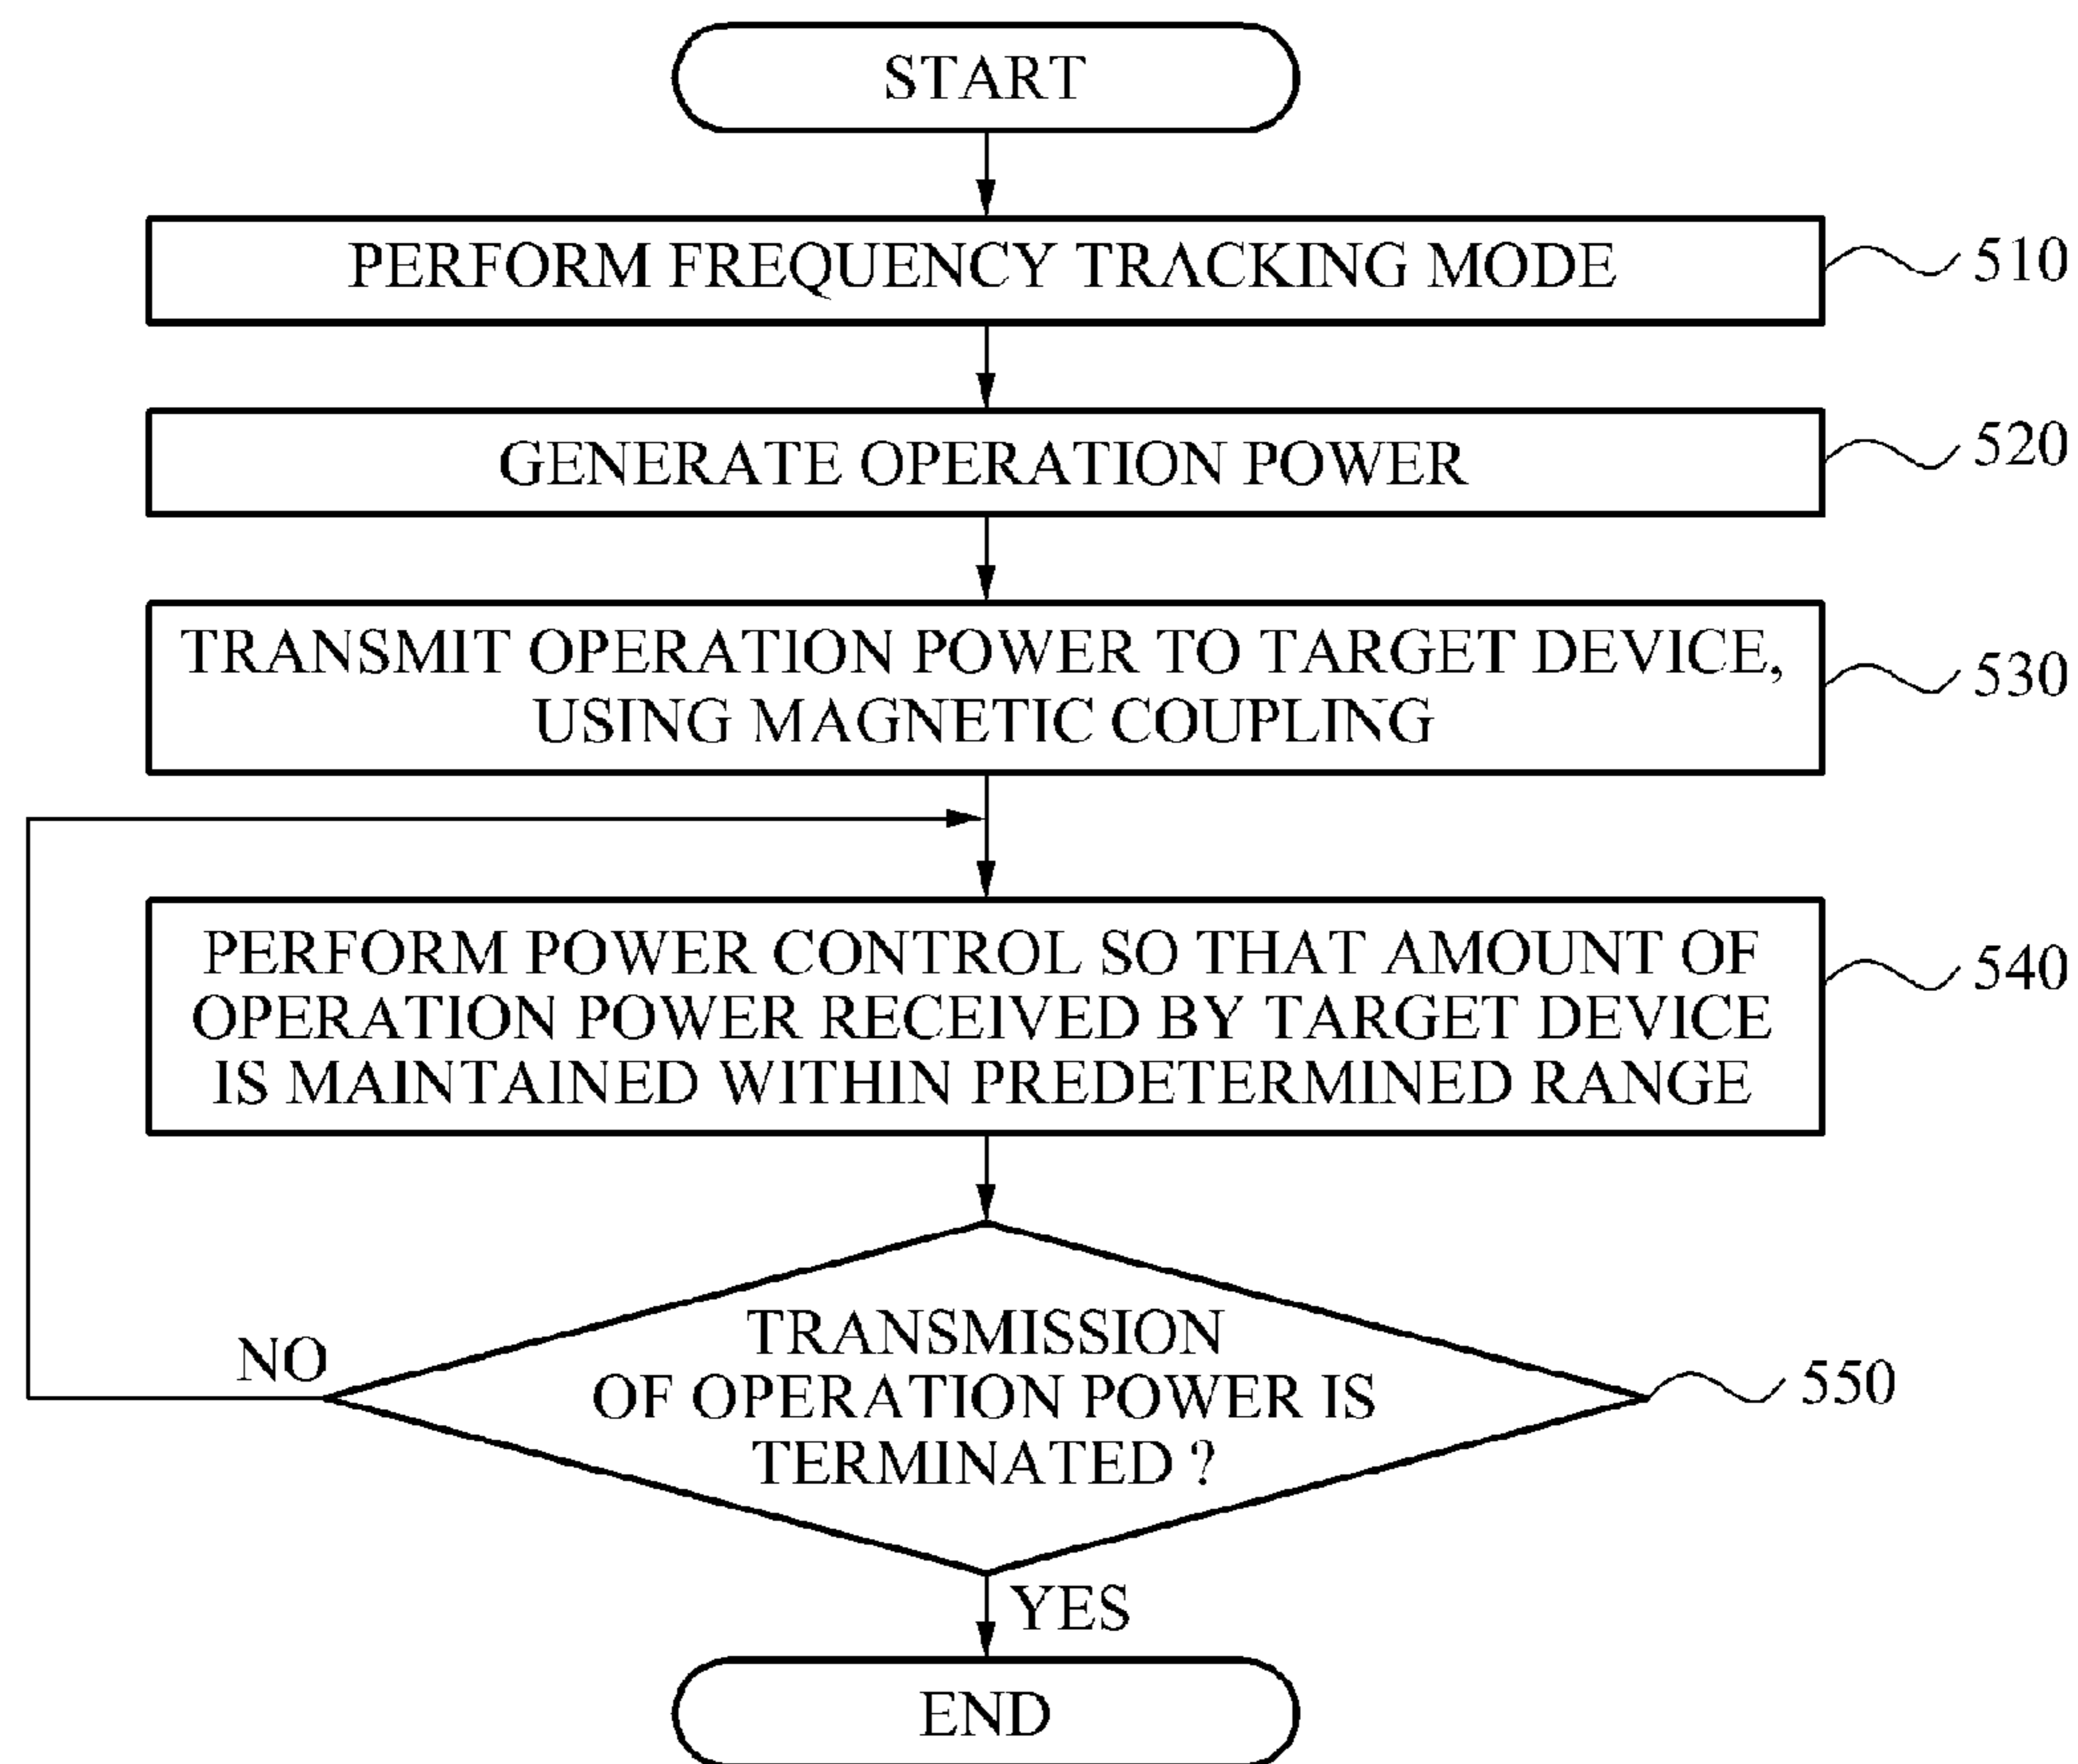 START
PERFORM FREQUENCY TRACKING MODE
510
GENERATE OPERATION POWER
520
TRANSMIT OPERATION POWER TO TARGET DEVICE,
USING MAGNETIC COUPLING
530
PERFORM POWER CONTROL SO THAT AMOUNT OF
OPERATION POWER RECEIVED BY TARGET DEVICE
IS MAINTAINED WITHIN PREDETERMINED RANGE
540
TRANSMISSION
OF OPERATION POWER IS
TERMINATED ?
550
NO
YES
END